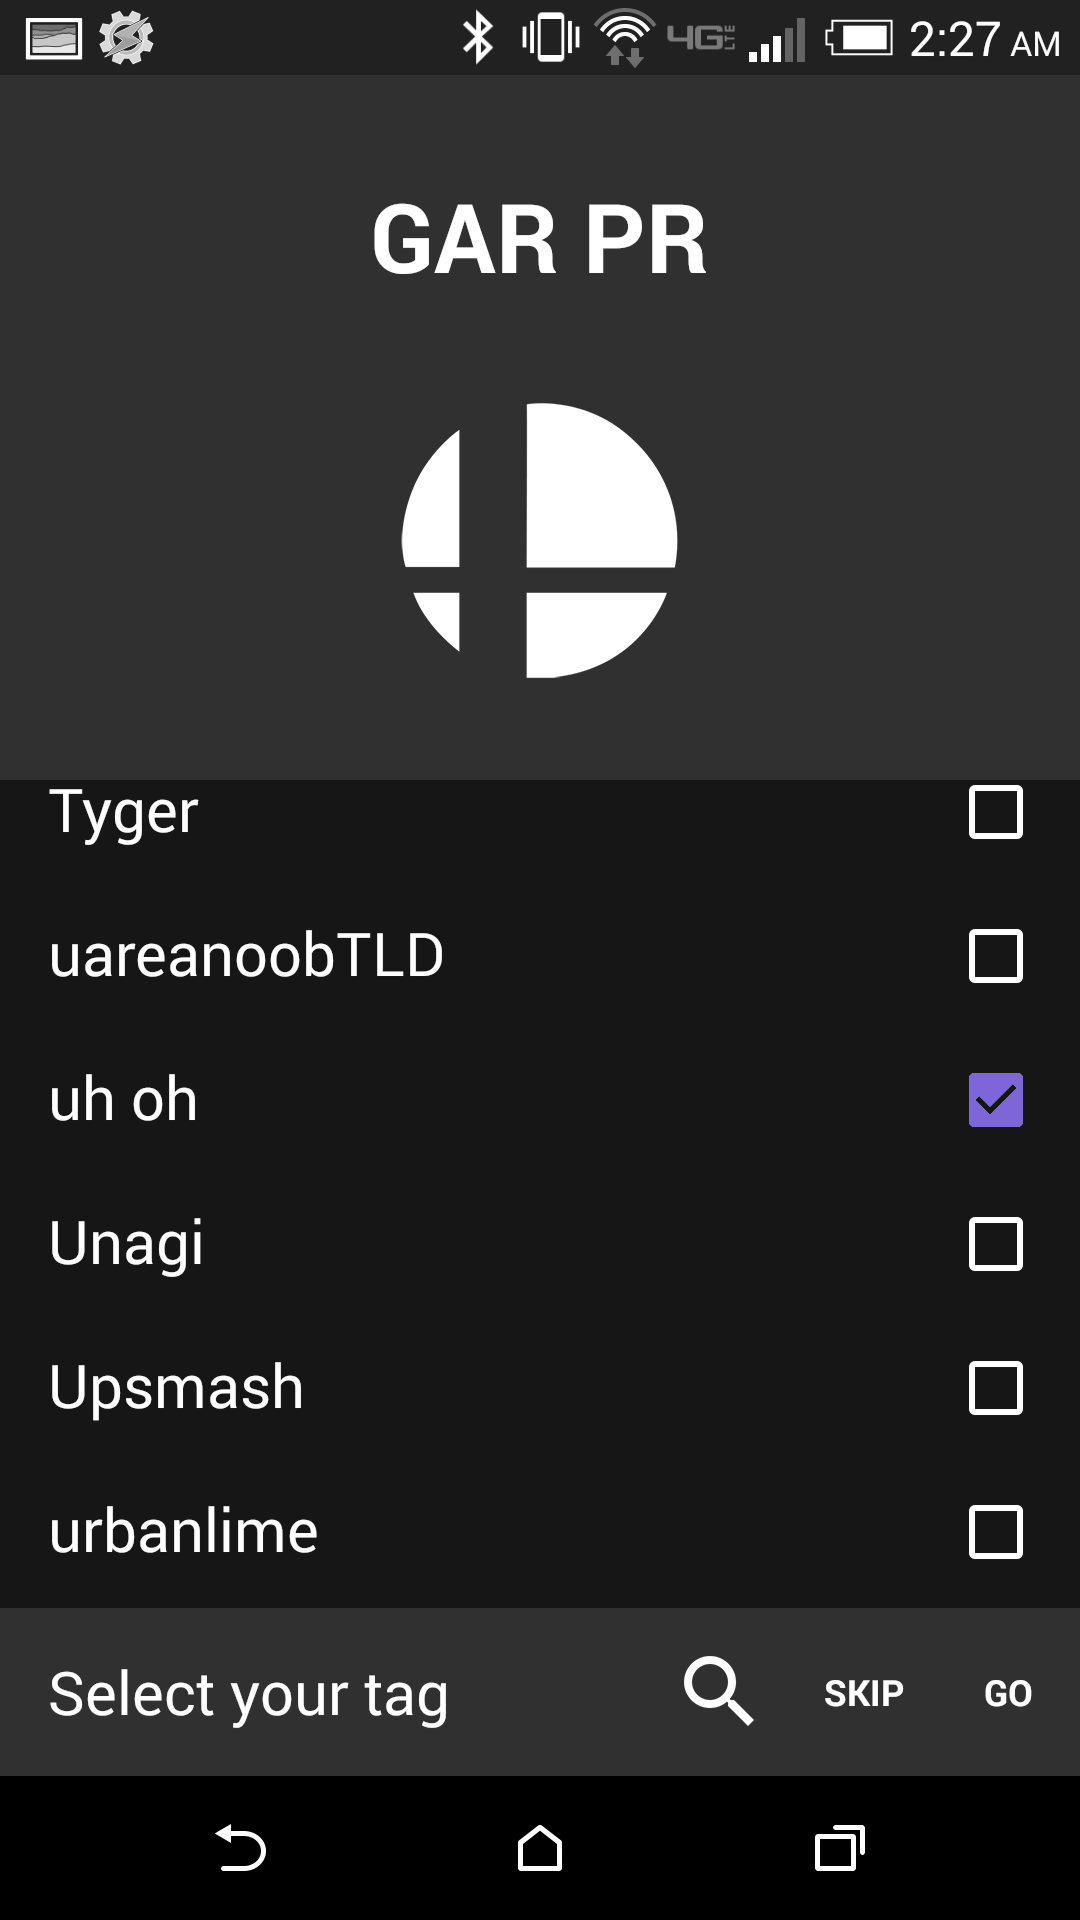 4G LTE 2:27 AM
GAR PR
Tyger
uareanoobTLD
uh oh
Unagi
Upsmash
urbanlime
Select your tag SKIP GO